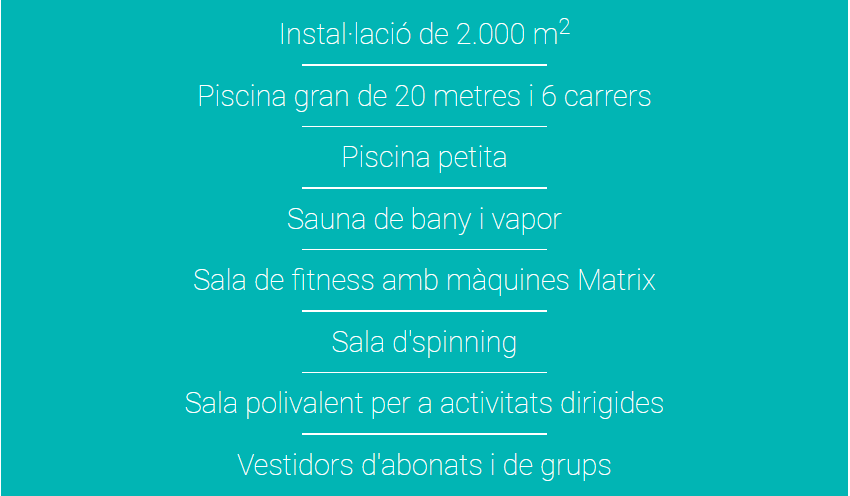 Instal·lació de 2.000 m²
Piscina gran de 20 metres i 6 carrers
Piscina petita
Sauna de bany i vapor
Sala de fitness amb màquines Matrix
Sala d'spinning
Sala polivalent per a activitats dirigides
Vestidors d'abonats i de grups